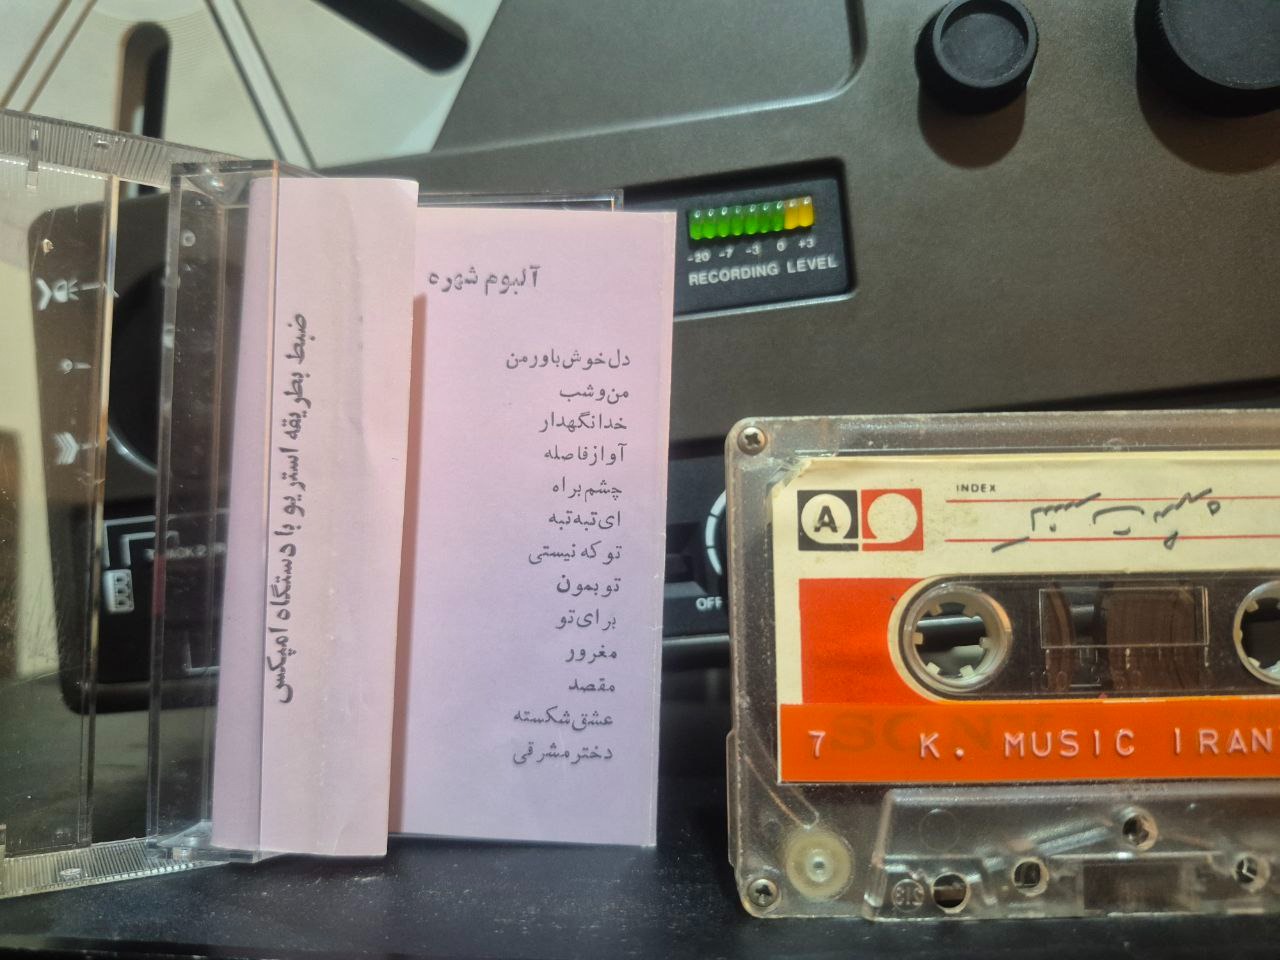 آلبوم شهره
دل خوش باور من
من و شب
خدانگهدار
آواز فاصله
چشم براه
ای تبه تبه
تو که نیستی
تو بمون
برای تو
مغرور
مقصد
عشق شکسته
دختر مشرقی
ضبط بطریقه استریو با دستگاه امپکس
-20 -7 -3 0 +3
RECORDING LEVEL
OFF
A
INDEX
SONY
7 K. MUSIC IRAN